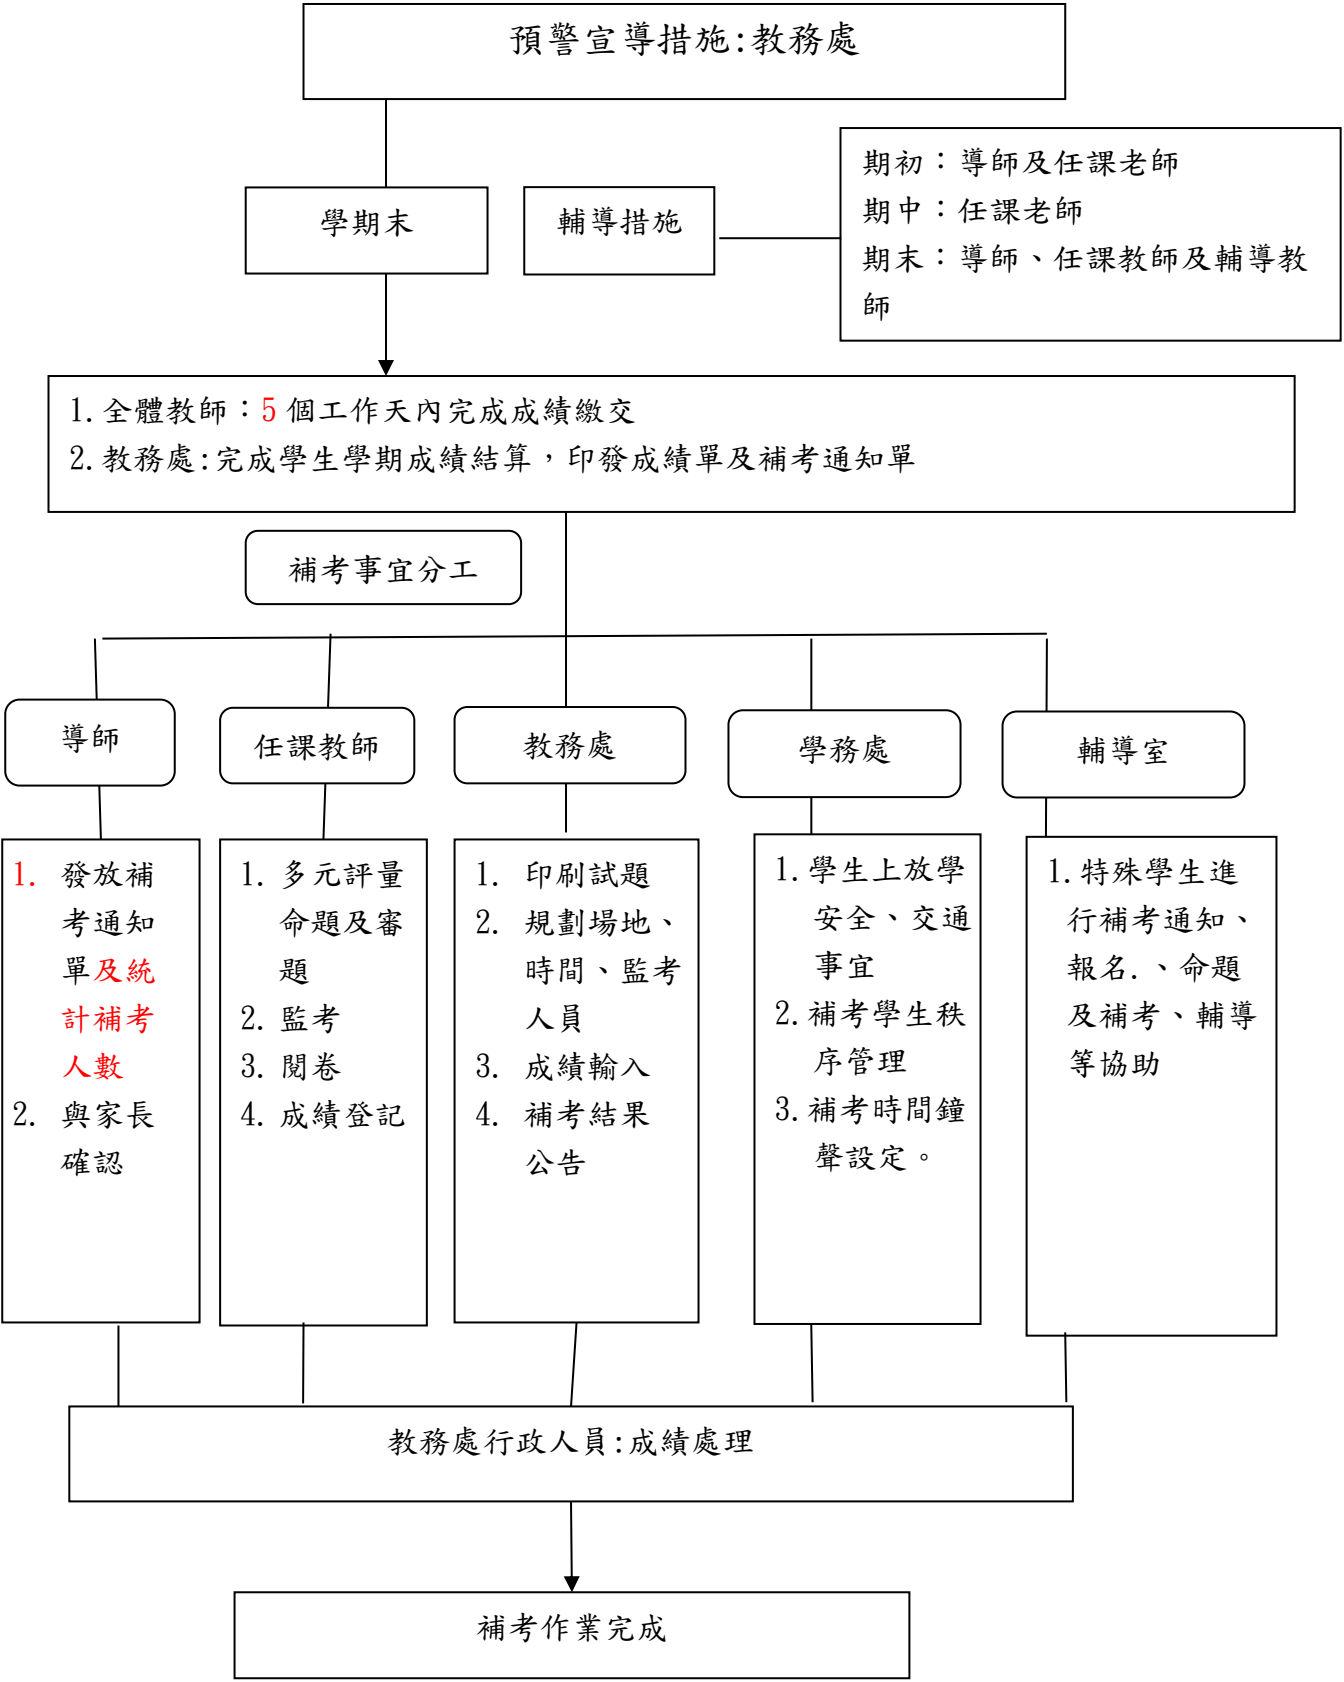 預警宣導措施:教務處
學期末
輔導措施
期初：導師及任課老師
期中：任課老師
期末：導師、任課教師及輔導教
師
1.全體教師：5 個工作天內完成成績繳交
2.教務處:完成學生學期成績結算，印發成績單及補考通知單
補考事宜分工
導師
任課教師
教務處
學務處
輔導室
1. 發放補
考通知
單及統
計補考
人數
2. 與家長
確認
1. 多元評量
命題及審
題
2. 監考
3. 閱卷
4. 成績登記
1. 印刷試題
2. 規劃場地、
時間、監考
人員
3. 成績輸入
4. 補考結果
公告
1.學生上放學
安全、交通
事宜
2.補考學生秩
序管理
3.補考時間鐘
聲設定。
1.特殊學生進
行補考通知、
報名.、命題
及補考、輔導
等協助
教務處行政人員:成績處理
補考作業完成